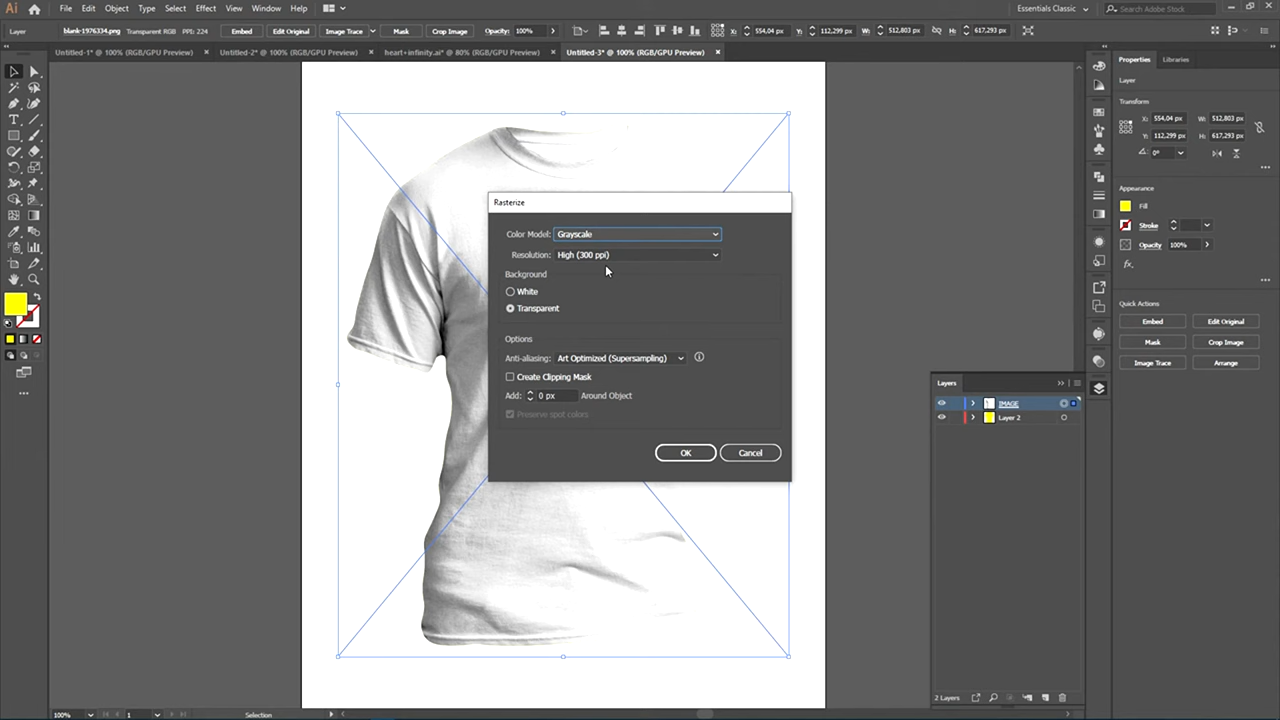 Ai File Edit Object Type Select Effect View Window Help Essentials Classic Search Adobe Stock
Layer blank-1976334.png Transparent RGB PPI: 224 Embed Edit Original Image Trace Mask Crop Image Opacity: 100% X: 554,04 px Y: 112,299 px W: 512,803 px H: 617,293 px
Untitled-1* @ 100% (RGB/GPU Preview) × Untitled-2* @ 100% (RGB/GPU Preview) × heart+infinity.ai* @ 80% (RGB/GPU Preview) × Untitled-3* @ 100% (RGB/GPU Preview) ×
Properties Libraries
Layer
Transform
X: 554,04 px W: 512,803 px
Y: 112,299 px H: 617,293 px
0°
Appearance
Fill
Stroke
Opacity 100%
fx.
Quick Actions
Embed Edit Original
Mask Crop Image
Image Trace Arrange
Rasterize
Color Model: Grayscale
Resolution: High (300 ppi)
Background
White
Transparent
Options
Anti-aliasing: Art Optimized (Supersampling)
Create Clipping Mask
Add: 0 px Around Object
Preserve spot colors
OK Cancel
Layers
IMAGE
Layer 2
2 Layers
100% 1 Selection